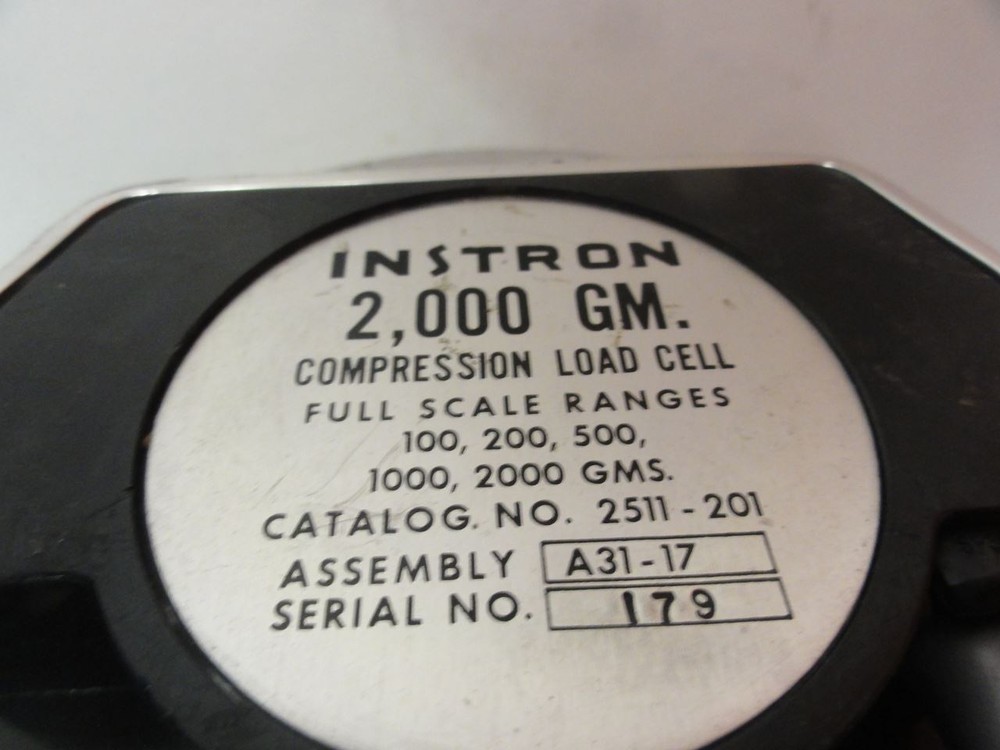 INSTRON
2,000 GM.
COMPRESSION LOAD CELL
FULL SCALE RANGES
100, 200, 500,
1000, 2000 GMS.
CATALOG. NO. 2511-201
ASSEMBLY A31-17
SERIAL NO. 179